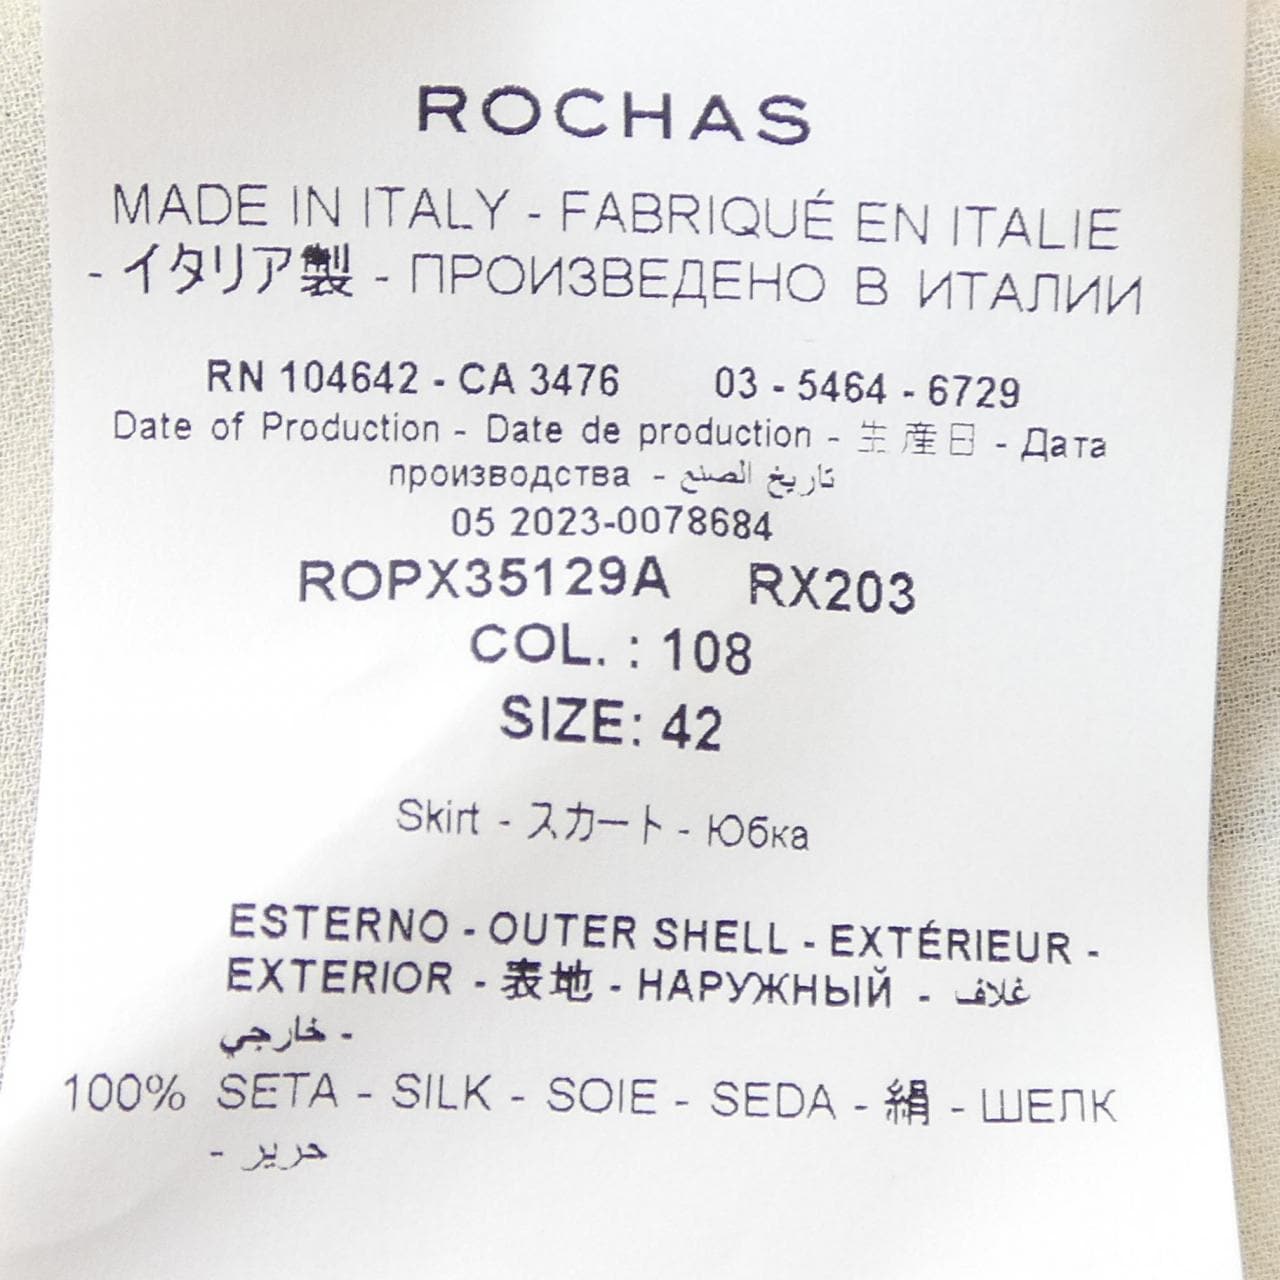 ROCHAS
MADE IN ITALY - FABRIQUÉ EN ITALIE
- イタリア製 - ПРОИЗВЕДЕНО В ИТАЛИИ
RN 104642 - CA 3476 03 - 5464 - 6729
Date of Production - Date de production - 生産日 - Дата
производства - تاريخ الصنع
05 2023-0078684
ROPX35129A RX203
COL. : 108
SIZE: 42
Skirt - スカート - Юбка
ESTERNO - OUTER SHELL - EXTÉRIEUR -
EXTERIOR - 表地 - НАРУЖНЫЙ - غلاف
خارجي -
100% SETA - SILK - SOIE - SEDA - 絹 - ШЕЛК
- حرير